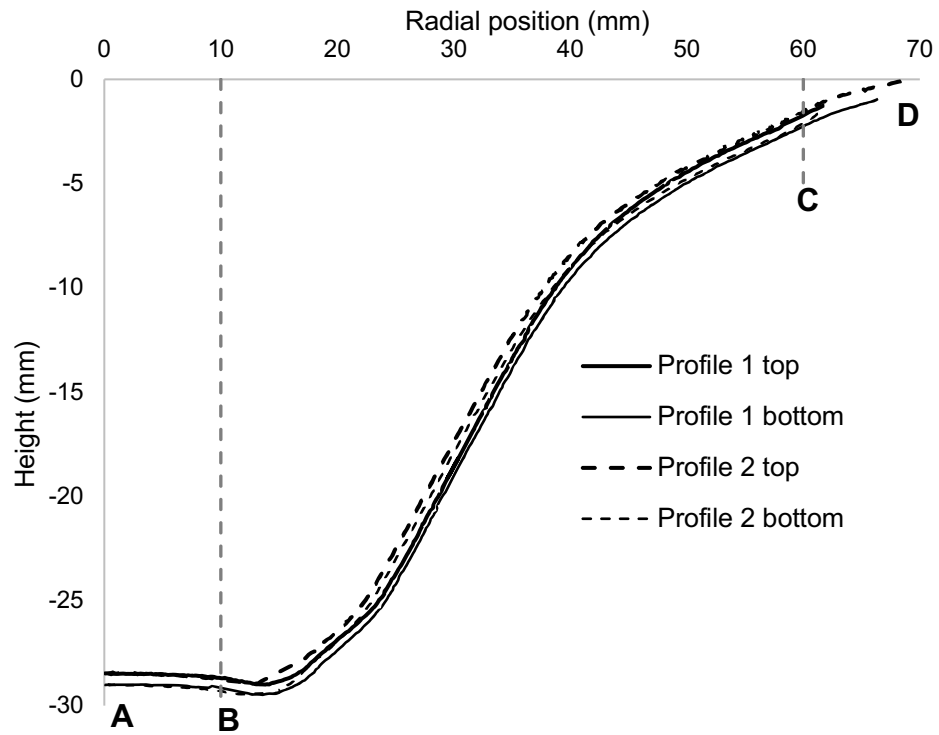 Radial position (mm)
0 10 20 30 40 50 60 70
0
D
-5
C
-10
Height (mm)
Profile 1 top
-15
Profile 1 bottom
Profile 2 top
-20
Profile 2 bottom
-25
-30
A B